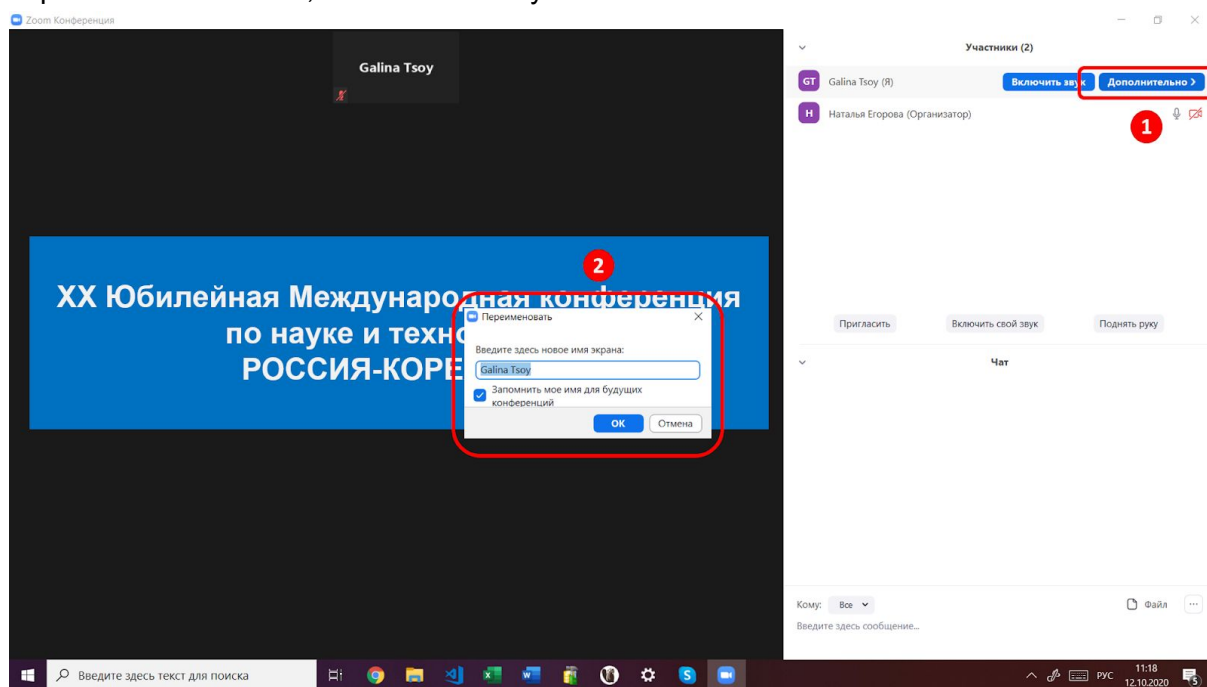 Zoom Конференция
Galina Tsoy
XX Юбилейная Международная конференция
по науке и техно
РОССИЯ-КОРЕ
2
Переименовать
Введите здесь новое имя экрана:
Galina Tsoy
Запомнить мое имя для будущих
конференций
ОК
Отмена
Участники (2)
GT
Galina Tsoy (Я)
Включить звук
Дополнительно >
Н
Наталья Егорова (Организатор)
1
Пригласить
Включить свой звук
Поднять руку
Чат
Кому:
Все
Файл
...
Введите здесь сообщение...
Введите здесь текст для поиска
РУС
11:18
12.10.2020
5